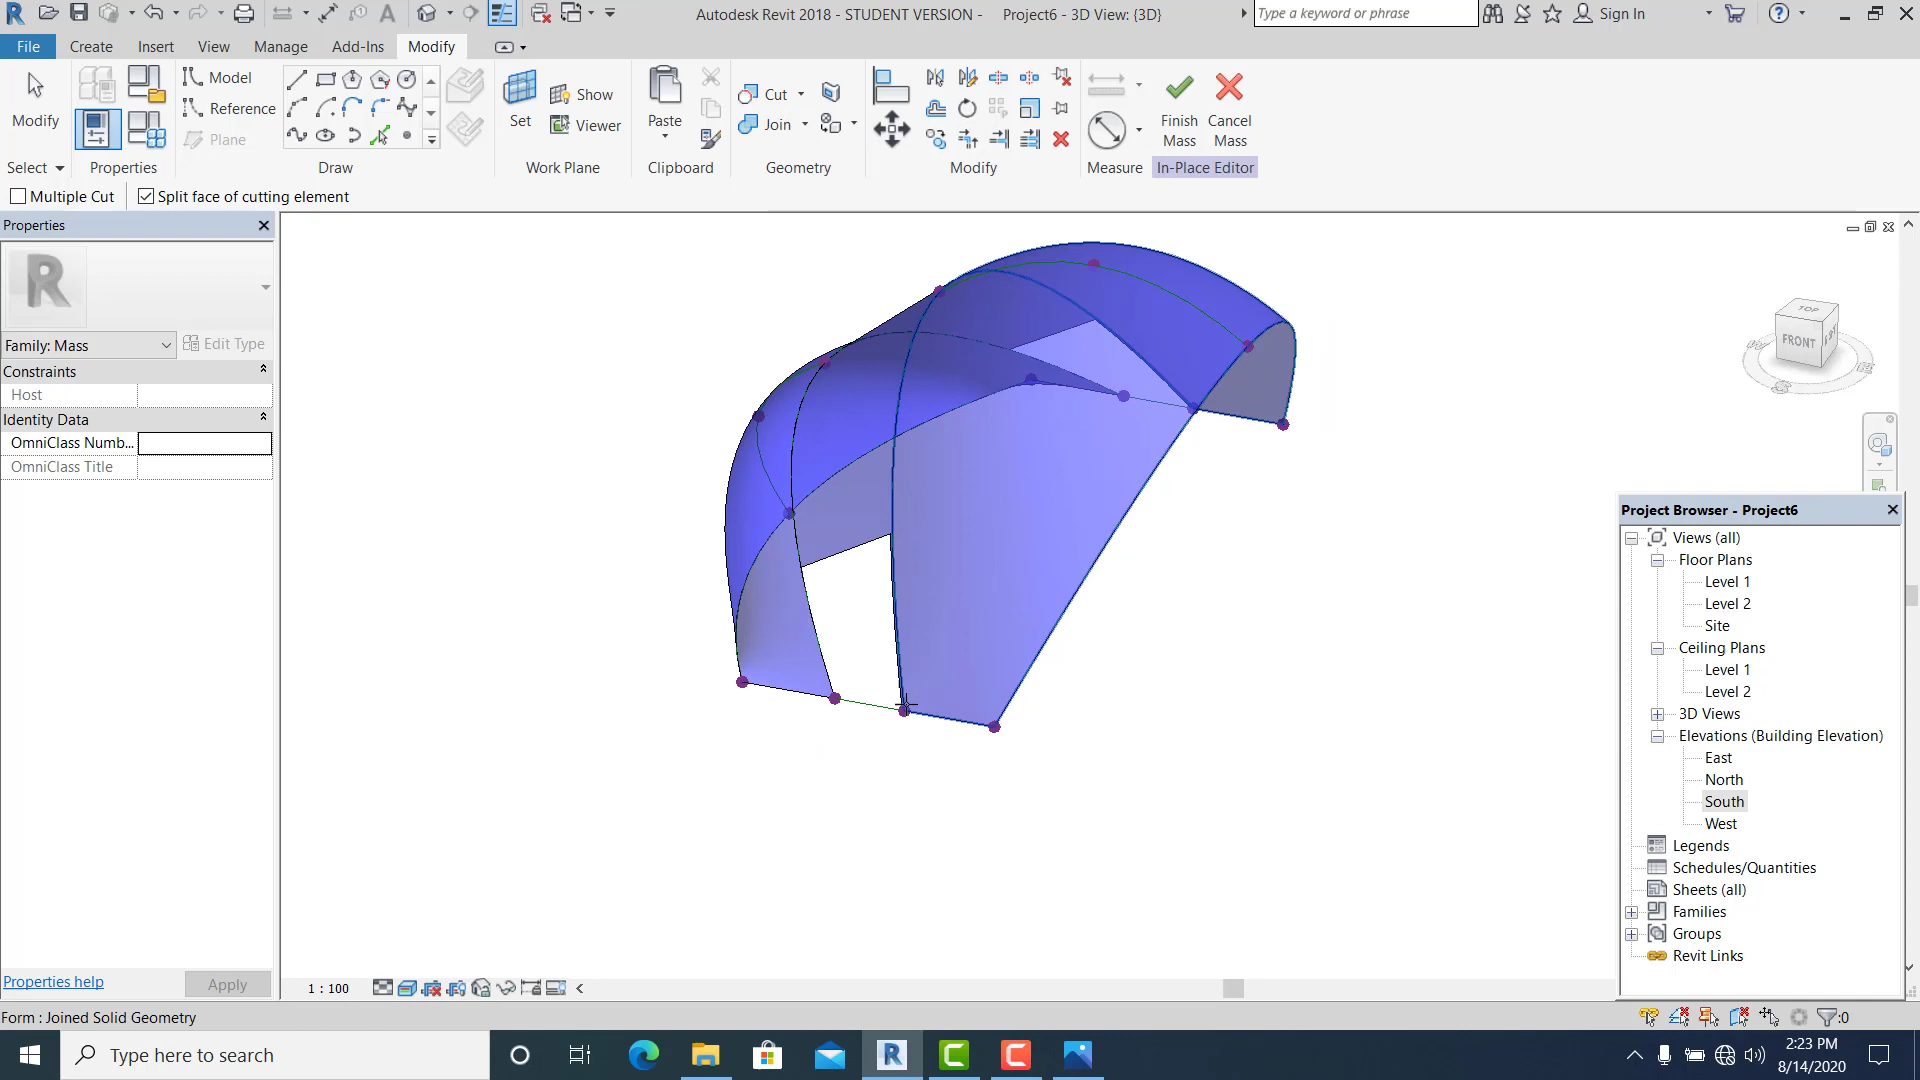 Autodesk Revit 2018 - STUDENT VERSION - Project6 - 3D View: {3D}
Type a keyword or phrase
Sign In
File Create Insert View Manage Add-Ins Modify
Modify
Model
Reference
Plane
Set
Show
Viewer
Paste
Cut
Join
Finish Mass
Cancel Mass
Select Properties Draw Work Plane Clipboard Geometry Modify Measure In-Place Editor
Multiple Cut Split face of cutting element
Properties
Family: Mass Edit Type
Constraints
Host
Identity Data
OmniClass Numb...
OmniClass Title
Properties help Apply
TOP
FRONT
Project Browser - Project6
Views (all)
Floor Plans
Level 1
Level 2
Site
Ceiling Plans
Level 1
Level 2
3D Views
Elevations (Building Elevation)
East
North
South
West
Legends
Schedules/Quantities
Sheets (all)
Families
Groups
Revit Links
1 : 100
Form : Joined Solid Geometry
:0
Type here to search
2:23 PM
8/14/2020